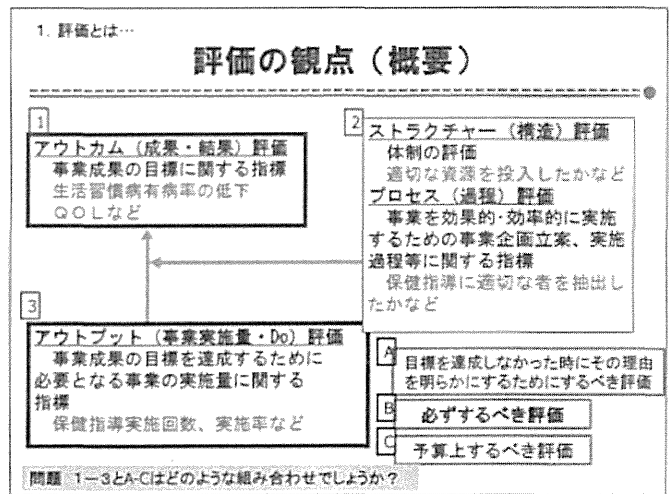 1. 評価とは…
評価の観点（概要）
1
アウトカム（成果・結果）評価
事業成果の目標に関する指標
生活習慣病有病率の低下
ＱＯＬなど
2
ストラクチャー（構造）評価
体制の評価
適切な資源を投入したかなど
プロセス（過程）評価
事業を効果的・効率的に実施
するための事業企画立案、実施
過程等に関する指標
保健指導に適切な者を抽出し
たかなど
3
アウトプット（事業実施量・Do）評価
事業成果の目標を達成するために
必要となる事業の実施量に関する
指標
保健指導実施回数、実施率など
A
目標を達成しなかった時にその理由
を明らかにするためにするべき評価
B
必ずするべき評価
C
予算上するべき評価
問題 1－3とA-Cはどのような組み合わせでしょうか？